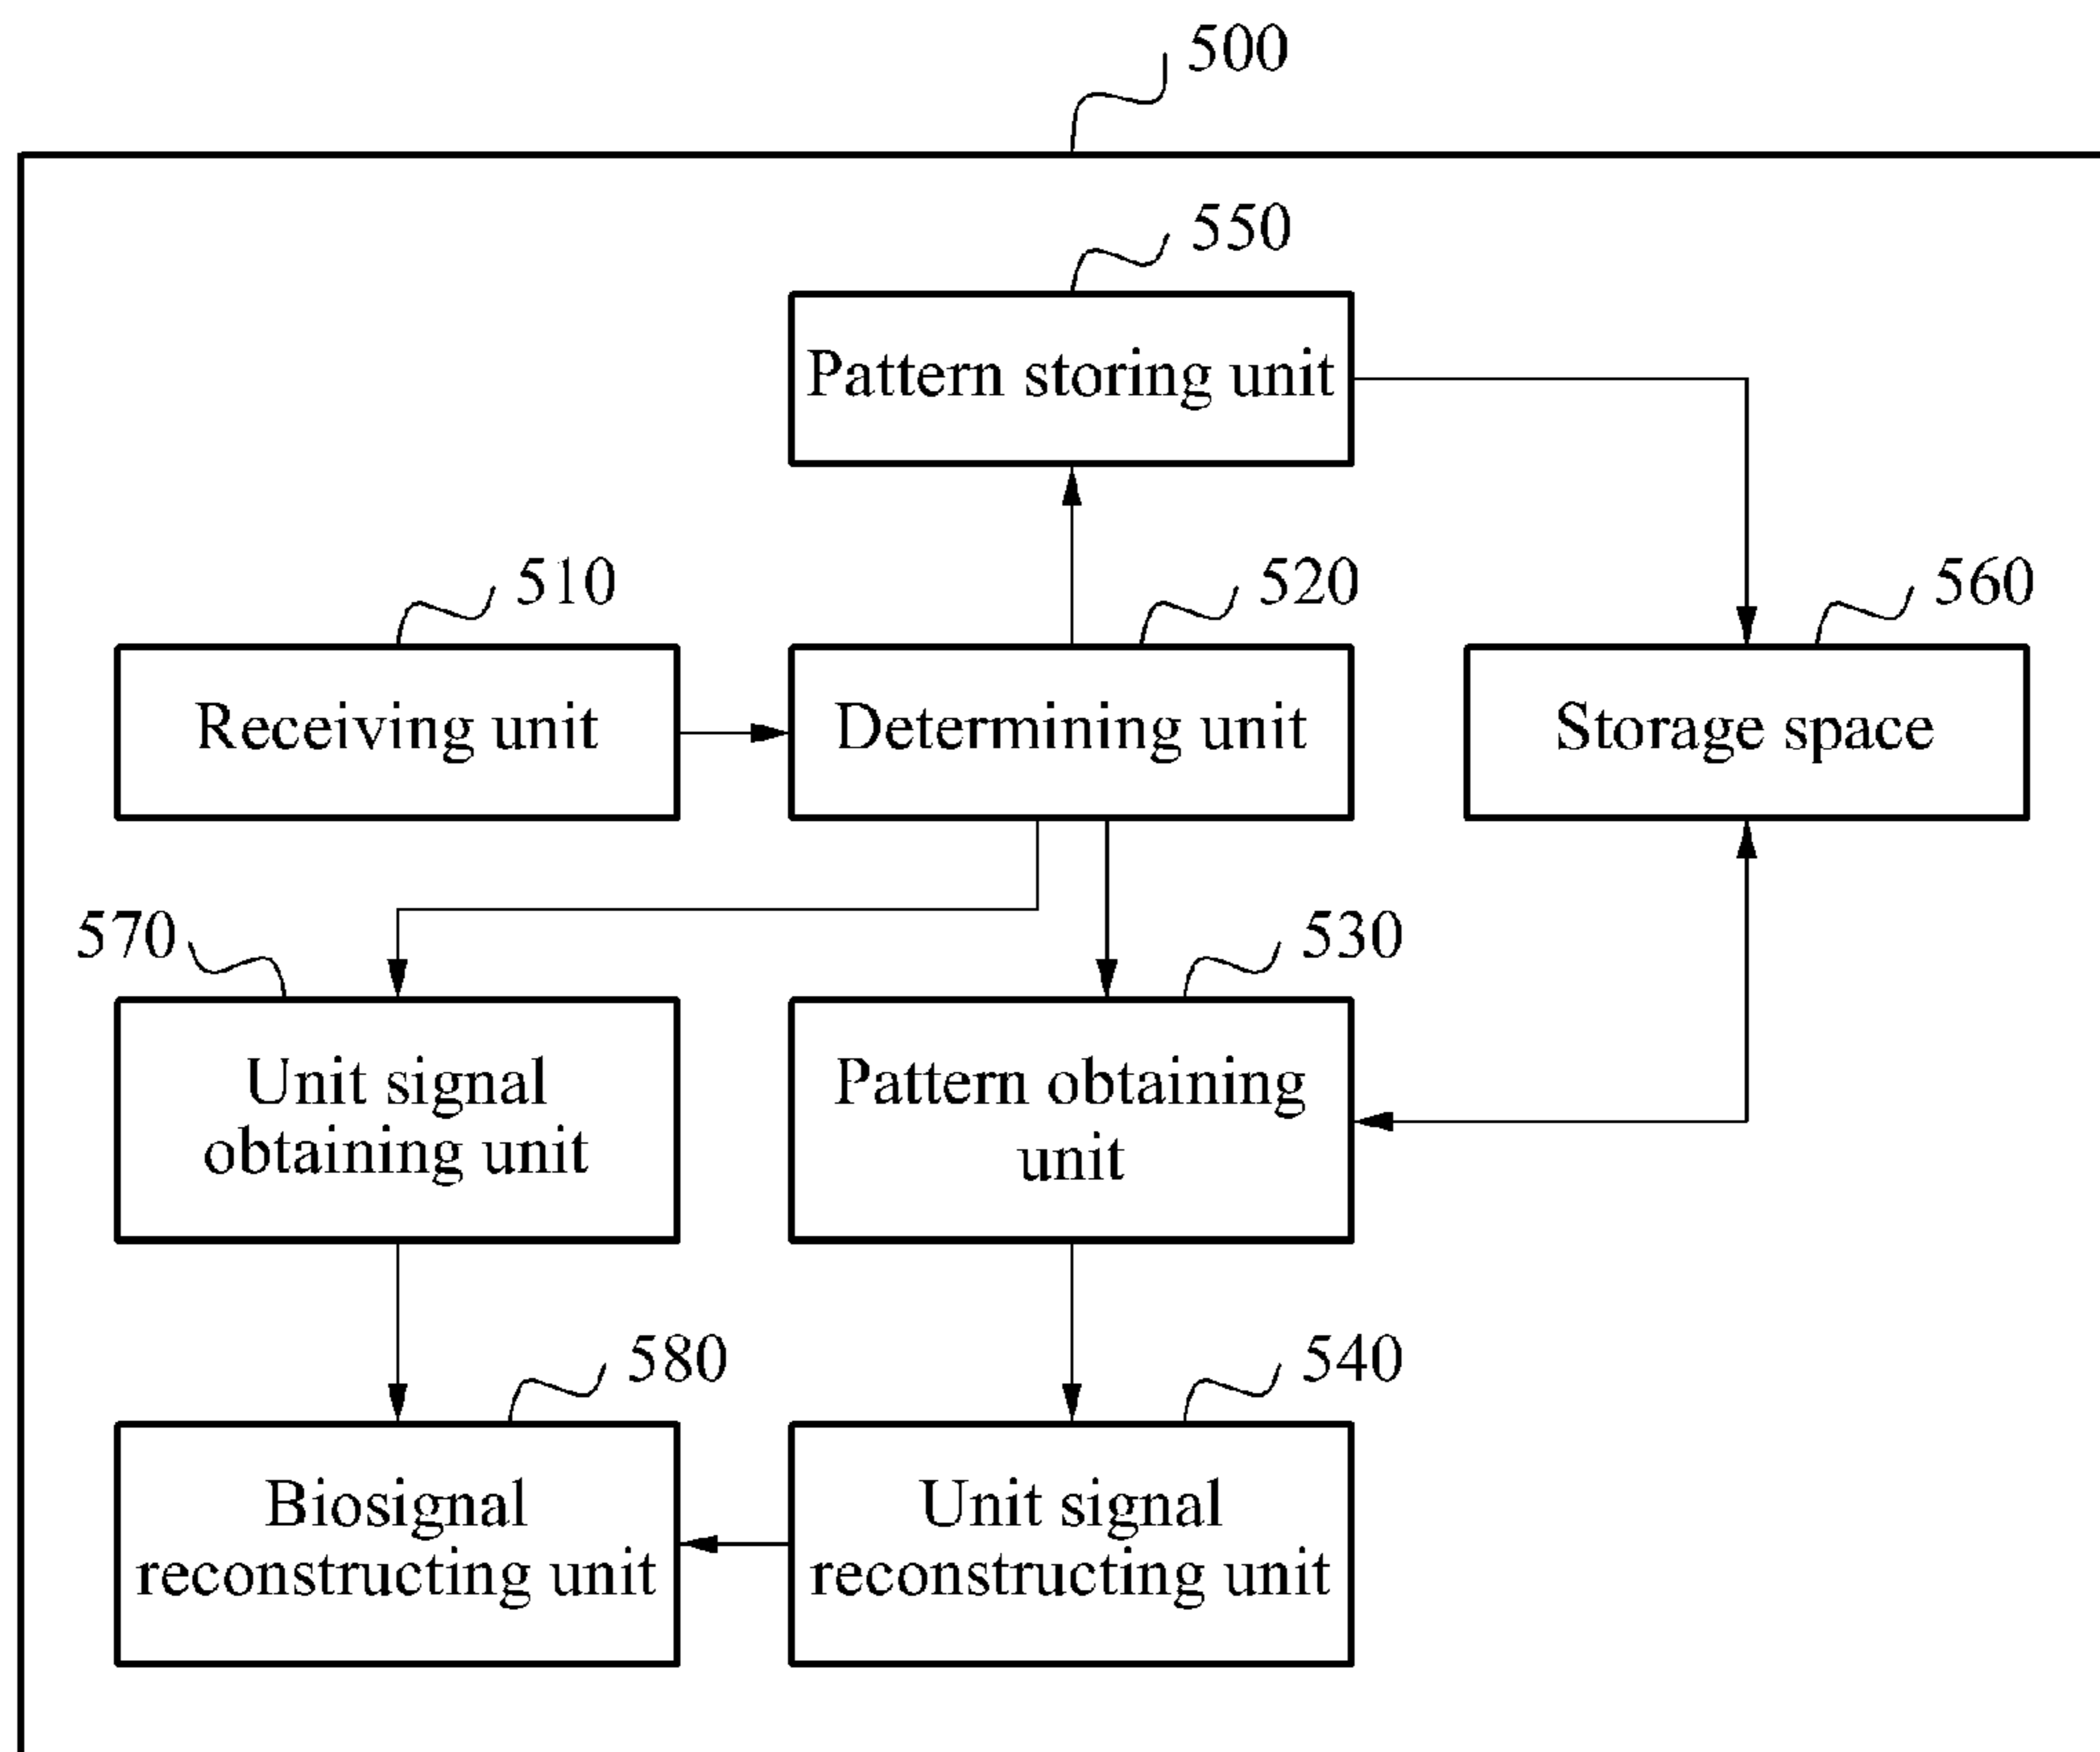 500
550
Pattern storing unit
510
520
560
Receiving unit
Determining unit
Storage space
570
530
Unit signal
obtaining unit
Pattern obtaining
unit
580
540
Biosignal
reconstructing unit
Unit signal
reconstructing unit